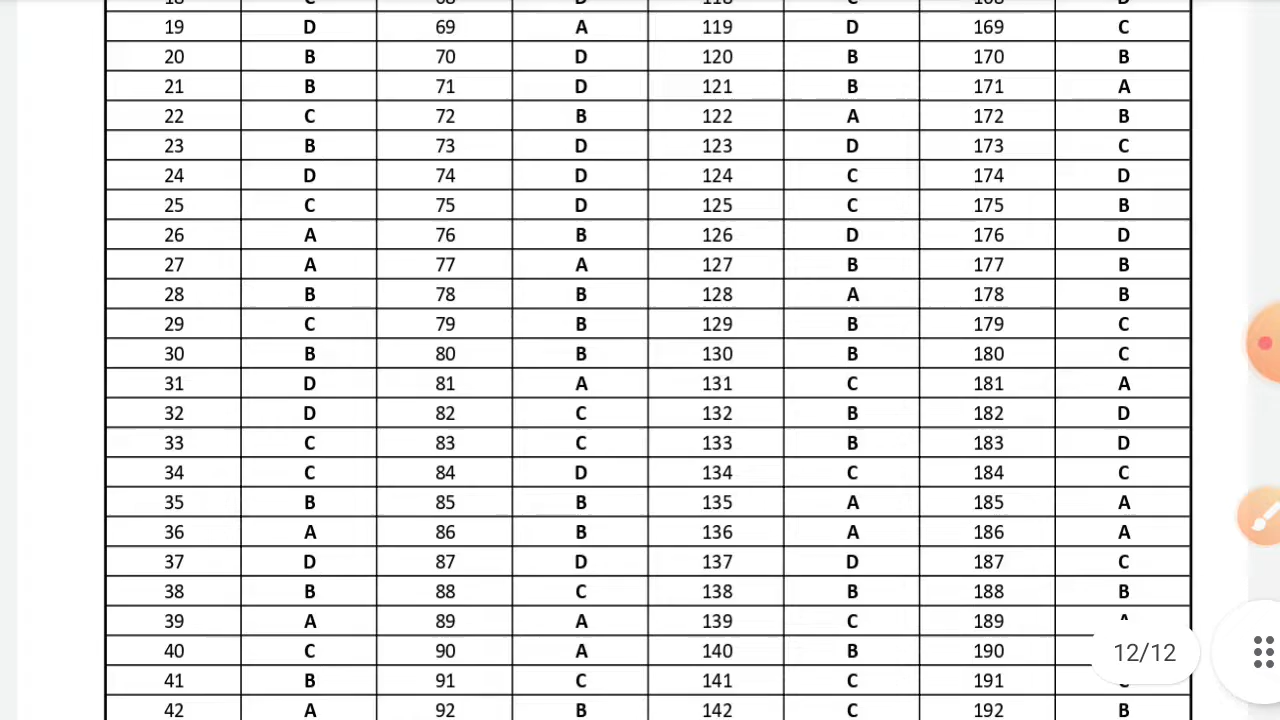 19 D 69 A 119 D 169 C
20 B 70 D 120 B 170 B
21 B 71 D 121 B 171 A
22 C 72 B 122 A 172 B
23 B 73 D 123 D 173 C
24 D 74 D 124 C 174 D
25 C 75 D 125 C 175 B
26 A 76 B 126 D 176 D
27 A 77 A 127 B 177 B
28 B 78 B 128 A 178 B
29 C 79 B 129 B 179 C
30 B 80 B 130 B 180 C
31 D 81 A 131 C 181 A
32 D 82 C 132 B 182 D
33 C 83 C 133 B 183 D
34 C 84 D 134 C 184 C
35 B 85 B 135 A 185 A
36 A 86 B 136 A 186 A
37 D 87 D 137 D 187 C
38 B 88 C 138 B 188 B
39 A 89 A 139 C 189
40 C 90 A 140 B 190
12/12
41 B 91 C 141 C 191
42 A 92 B 142 C 192 B